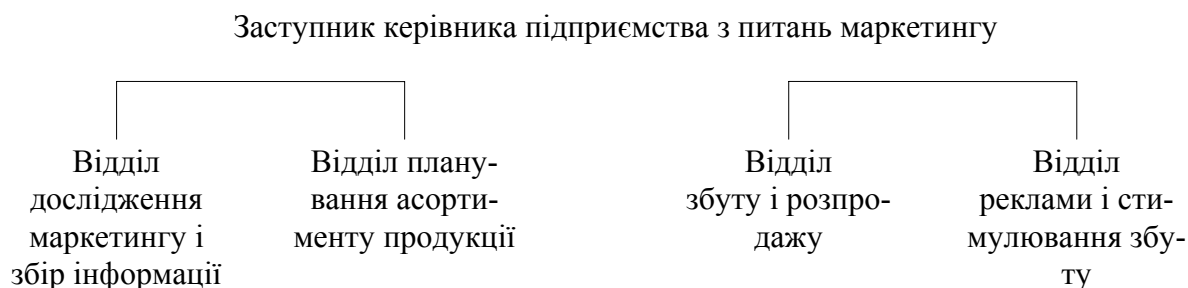 Заступник керівника підприємства з питань маркетингу
Відділ
дослідження
маркетингу і
збір інформації
Відділ плану-
вання асорти-
менту продукції
Відділ
збуту і розпро-
дажу
Відділ
реклами і сти-
мулювання збу-
ту